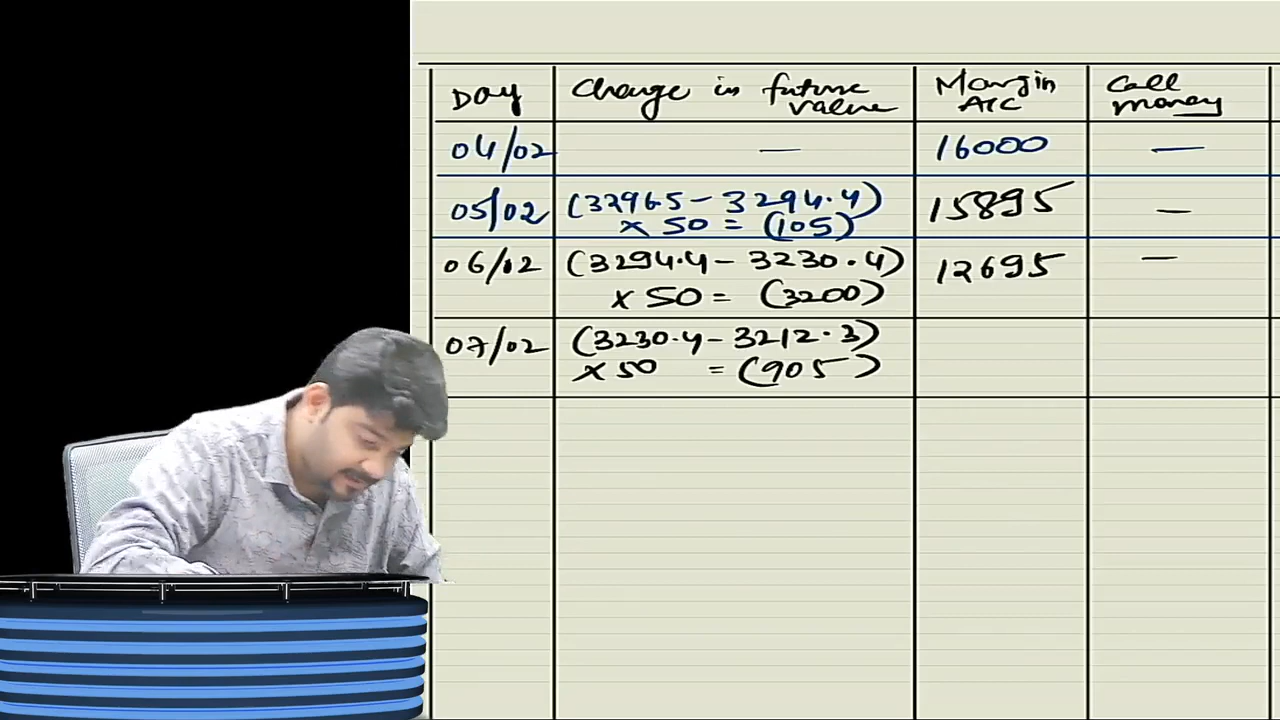 Day Change in future value Margin A/C Call money
04/02 — 16000 —
05/02 (3296.5 - 3294.4) x 50 = (105) 15895 —
06/02 (3294.4 - 3230.4) x 50 = (3200) 12695 —
07/02 (3230.4 - 3212.3) x 50 = (905)